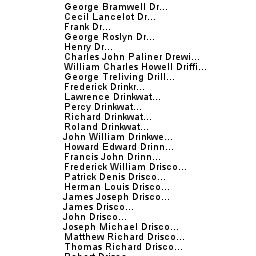 George Bramwell Dr...
Cecil Lancelot Dr...
Frank Dr...
George Roslyn Dr...
Henry Dr...
Charles John Paliner Drewi...
William Charles Howell Driffi...
George Treliving Drill...
Frederick Drinkr...
Lawrence Drinkwat...
Percy Drinkwat...
Richard Drinkwat...
Roland Drinkwat...
John William Drinkwe...
Howard Edward Drinn...
Francis John Drinn...
Frederick William Drisco...
Patrick Denis Drisco...
Herman Louis Drisco...
James Joseph Drisco...
James Drisco...
John Drisco...
Joseph Michael Drisco...
Matthew Richard Drisco...
Thomas Richard Drisco...